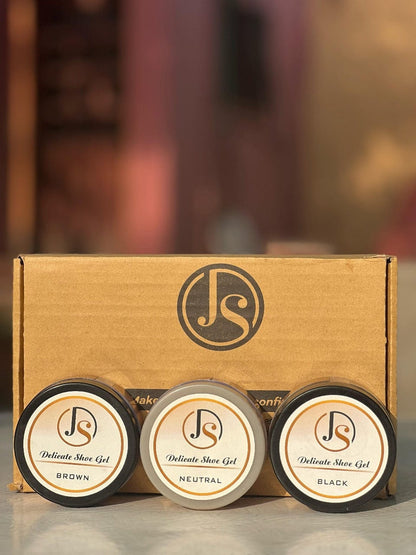 JS
Make
confi
JS
Delicate Shoe Gel
BROWN
JS
Delicate Shoe Gel
NEUTRAL
JS
Delicate Shoe Gel
BLACK